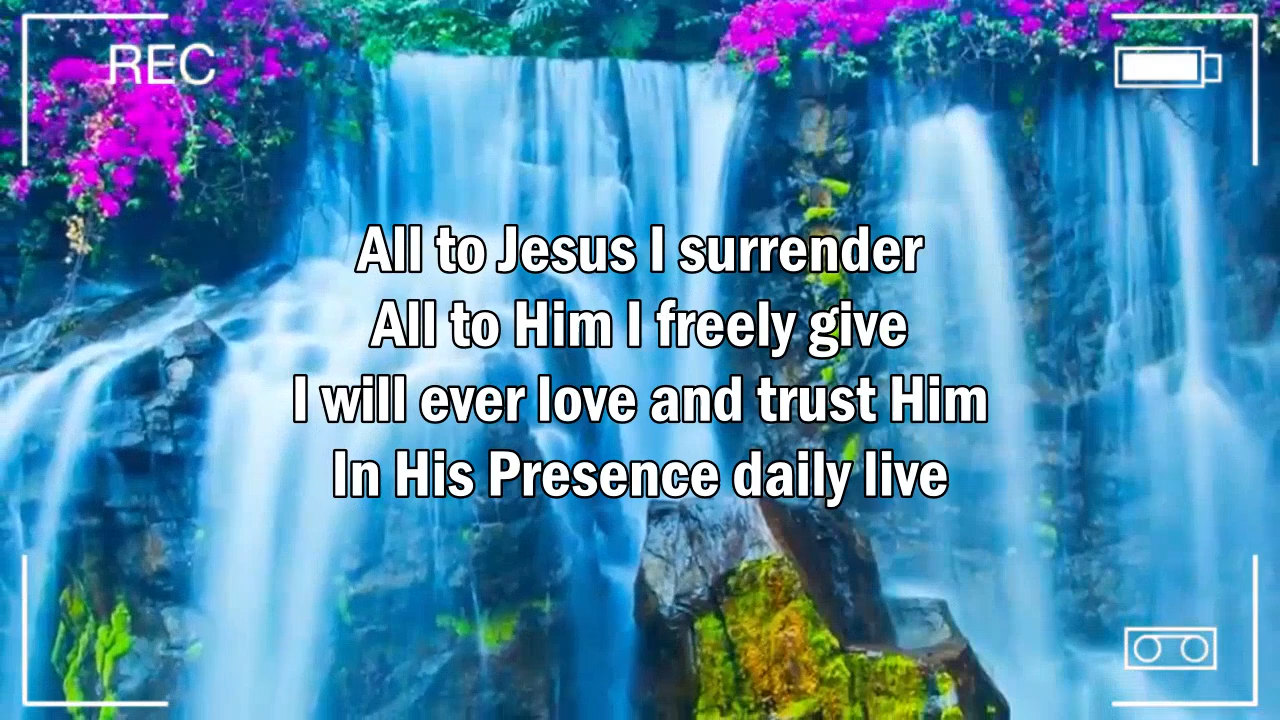 REC
All to Jesus I surrender
All to Him I freely give
I will ever love and trust Him
In His Presence daily live